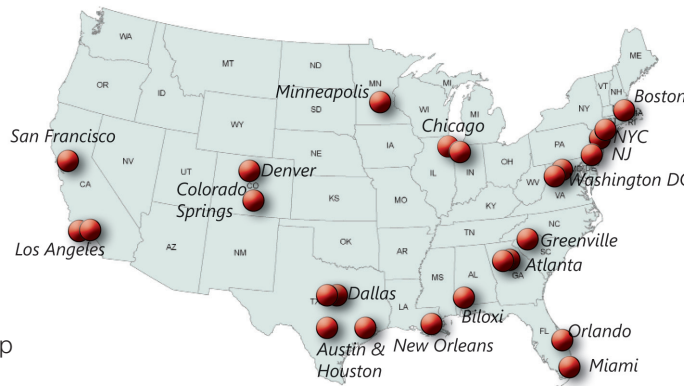 WA
ME
MT
ND
VT
NH
OR
MN
MI
Boston
ID
Minneapolis
SD
WI
NY
MI
WY
Chicago
NYC
San Francisco
IA
PA
NJ
NE
OH
NV
Denver
IL
IN
UT
Washington DC
CO
WV
CA
Colorado
Springs
KS
MO
VA
KY
NC
Los Angeles
TN
Greenville
OK
AR
SC
AZ
NM
Atlanta
GA
MS
AL
TX
Dallas
LA
Biloxi
Austin &
Houston
New Orleans
FL
Orlando
Miami
p